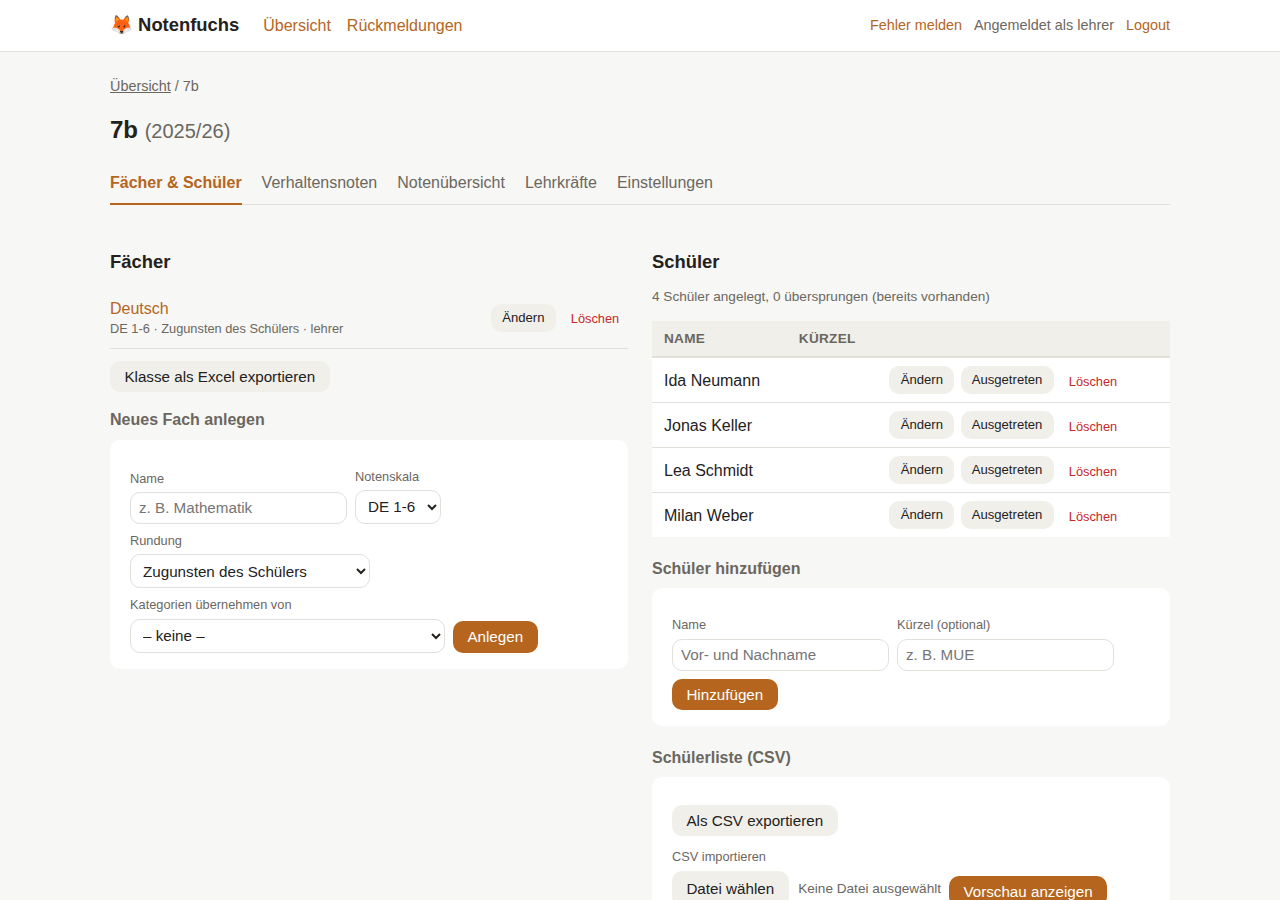 🦊 Notenfuchs Übersicht Rückmeldungen Fehler melden Angemeldet als lehrer Logout
Übersicht / 7b
7b (2025/26)
Fächer & Schüler Verhaltensnoten Notenübersicht Lehrkräfte Einstellungen
Fächer
Deutsch
DE 1-6 · Zugunsten des Schülers · lehrer
Ändern Löschen
Klasse als Excel exportieren
Neues Fach anlegen
Name Notenskala
z. B. Mathematik DE 1-6
Rundung
Zugunsten des Schülers
Kategorien übernehmen von
– keine – Anlegen
Schüler
4 Schüler angelegt, 0 übersprungen (bereits vorhanden)
NAME KÜRZEL
Ida Neumann Ändern Ausgetreten Löschen
Jonas Keller Ändern Ausgetreten Löschen
Lea Schmidt Ändern Ausgetreten Löschen
Milan Weber Ändern Ausgetreten Löschen
Schüler hinzufügen
Name Kürzel (optional)
Vor- und Nachname z. B. MUE
Hinzufügen
Schülerliste (CSV)
Als CSV exportieren
CSV importieren
Datei wählen Keine Datei ausgewählt Vorschau anzeigen